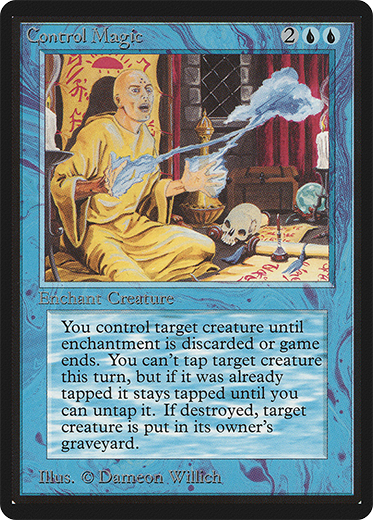 Control Magic 2
Enchant Creature
You control target creature until
enchantment is discarded or game
ends. You can't tap target creature
this turn, but if it was already
tapped it stays tapped until you
can untap it. If destroyed, target
creature is put in its owner's
graveyard.
Illus. © Dameon Willich